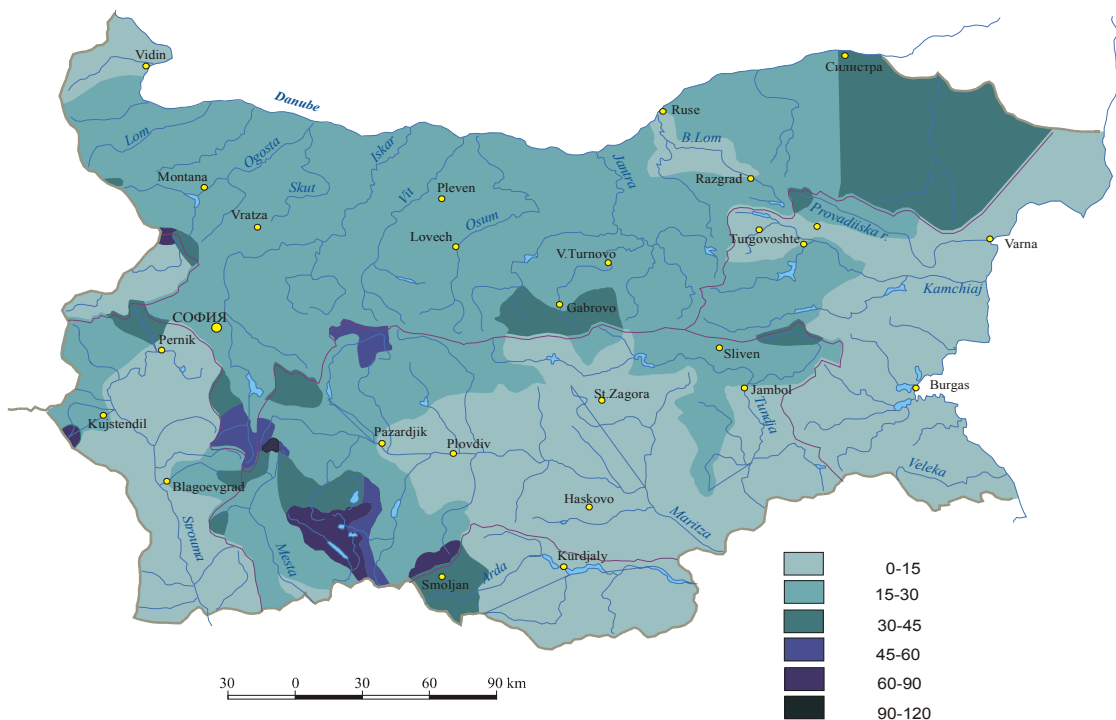 Vidin
Силистра
Danube
Ruse
Lom
Ogosta
Iskar
B.Lom
Jantra
Montana
Skut
Vit
Pleven
Razgrad
Vratza
Osum
Provadiiska r.
Lovech
Turgovoshte
Varna
V.Turnovo
Kamchiaj
Gabrovo
СОФИЯ
Pernik
Sliven
St.Zagora
Jambol
Burgas
Kujstendil
Tundja
Pazardjik
Plovdiv
Veleka
Blagoevgrad
Haskovo
Strouma
Maritza
Mesta
Kurdjaly
Arda
Smoljan
0-15
15-30
30-45
45-60
60-90
90-120
30 0 30 60 90 km